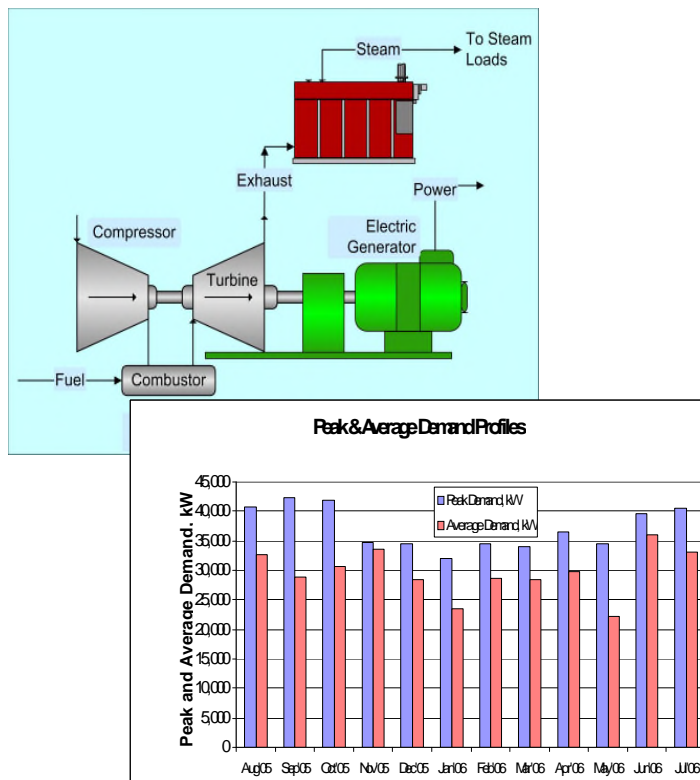 Steam
To Steam
Loads
Exhaust
Power
Compressor
Electric
Generator
Turbine
Fuel
Combustor
Peak & Average Demand Profiles
Peak and Average Demand. kW
45,000
40,000
35,000
30,000
25,000
20,000
15,000
10,000
5,000
0
Peak Demand, kW
Average Demand, kW
Aug'05 Sep'05 Oct'05 Nov'05 Dec'05 Jan'06 Feb'06 Mar'06 Apr'06 May'06 Jun'06 Jul'06